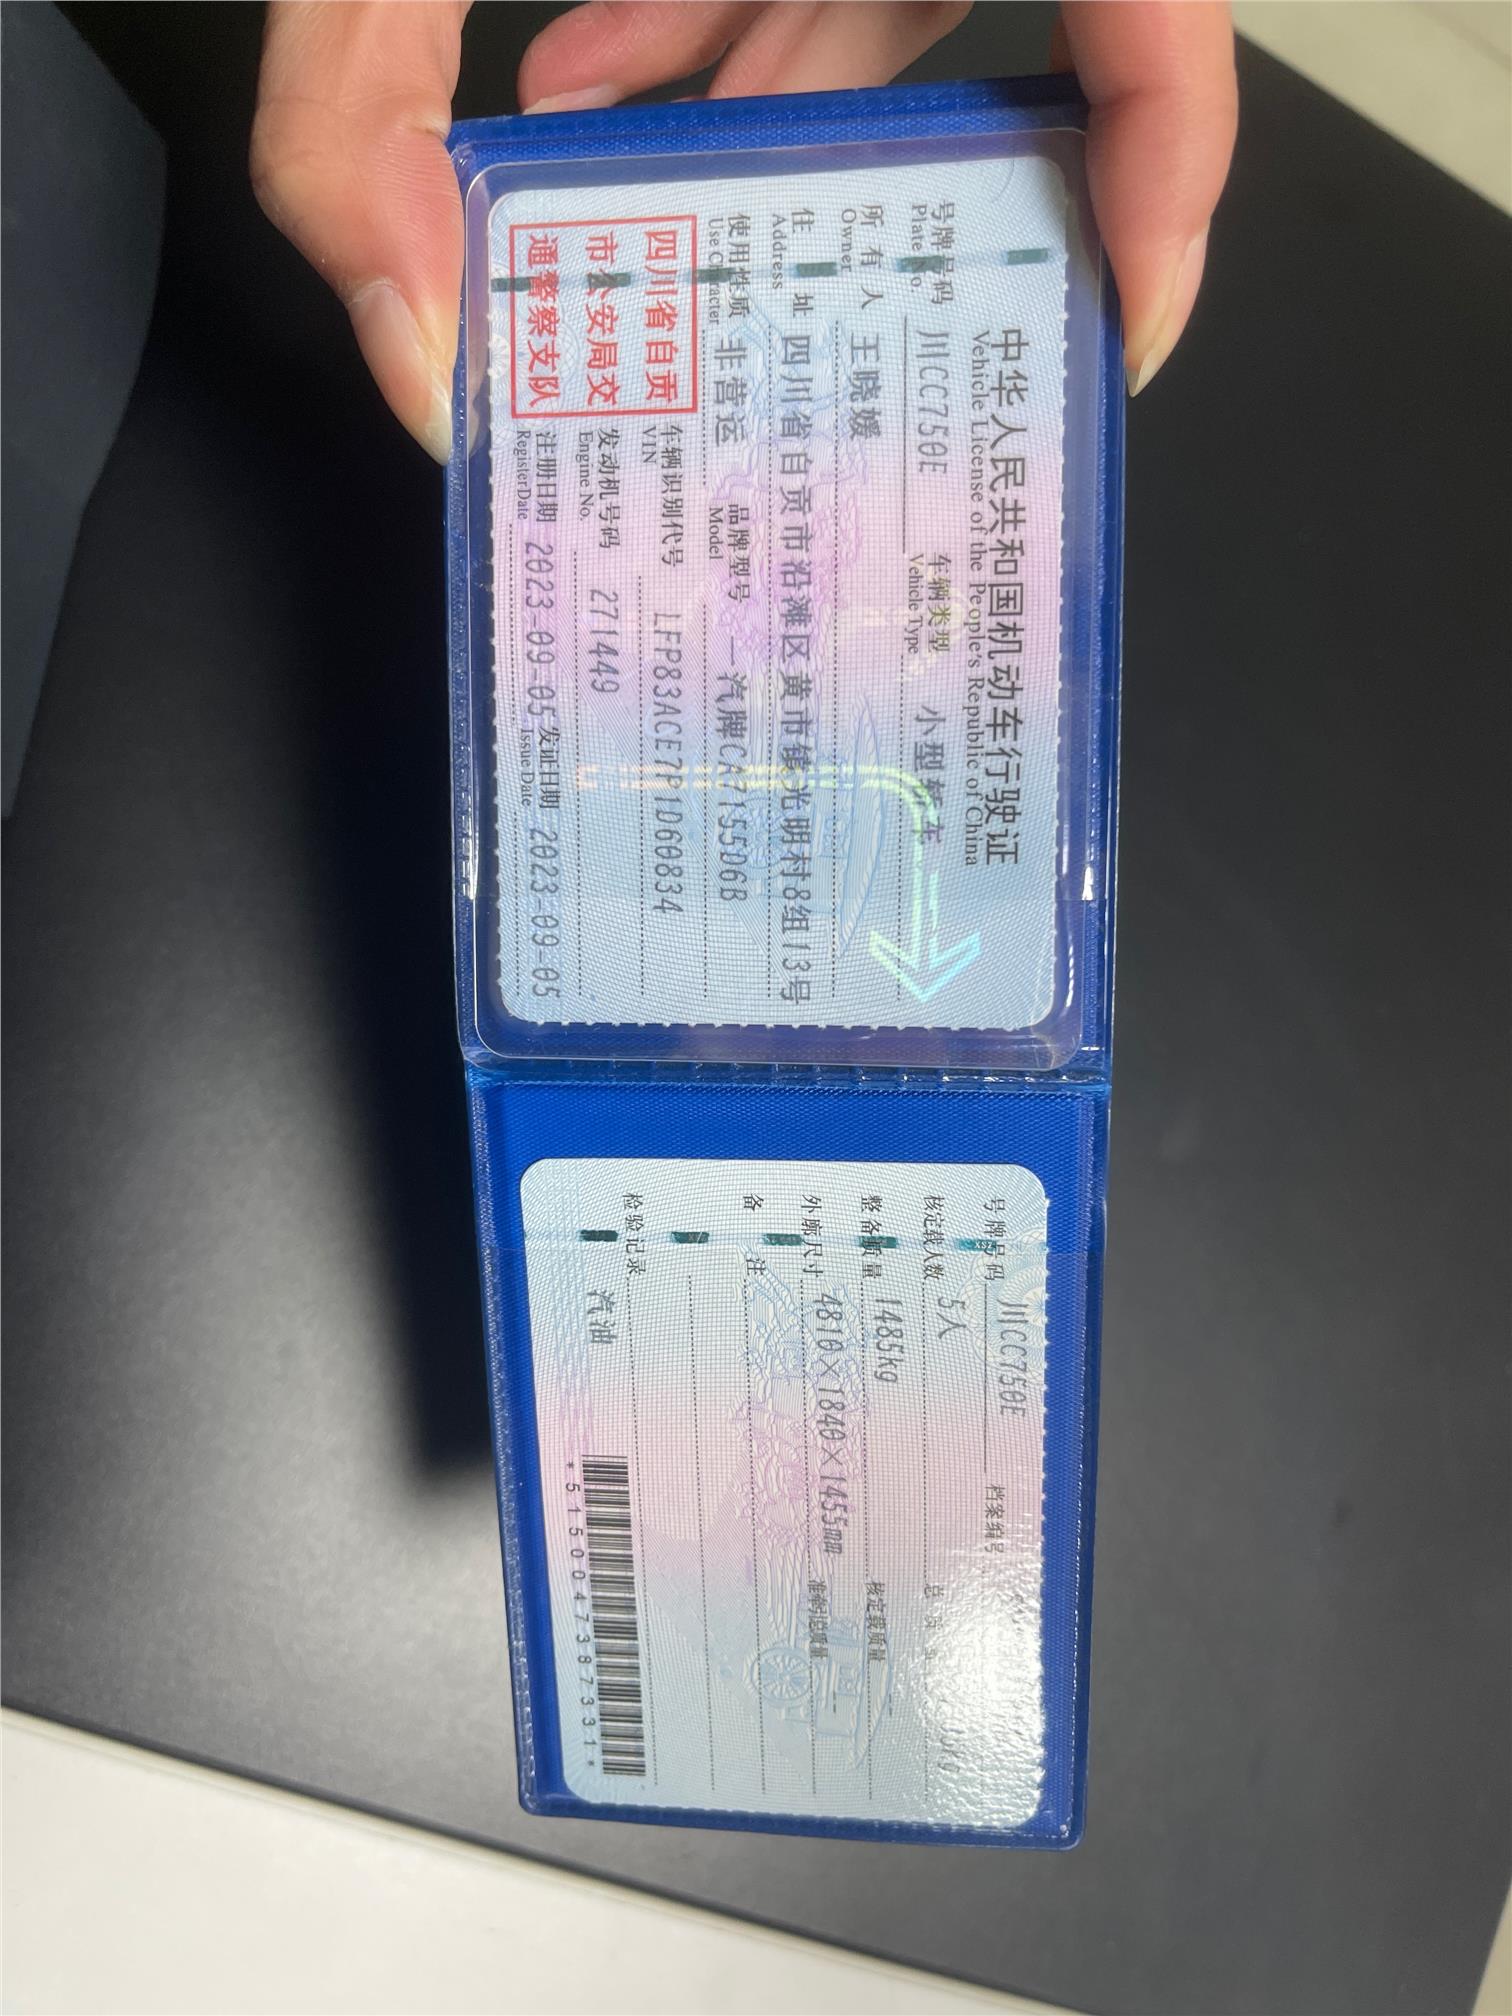 中华人民共和国机动车行驶证
Vehicle License of the People's Republic of China
号牌号码 川CC750E 车辆类型 小型轿车
Plate No. Vehicle Type
所有人 王晓媛
Owner
住址 四川省自贡市沿滩区黄市镇光明村8组13号
Address
使用性质 非营运 品牌型号 一汽牌CA7155D6B
Use Character Model
四川省自贡
市公安局交
通警察支队
车辆识别代号 LFP83ACE7P1D60834
VIN
发动机号码 271449
Engine No.
注册日期 2023-09-05 发证日期 2023-09-05
Register Date Issue Date
号牌号码 川CC750E 档案编号
核定载人数 5人 总质量
整备质量 1485kg 核定载质量 --
外廓尺寸 4810×1840×1455mm 准牵引总质量 --
备注
检验记录
汽油
*5150047387331*